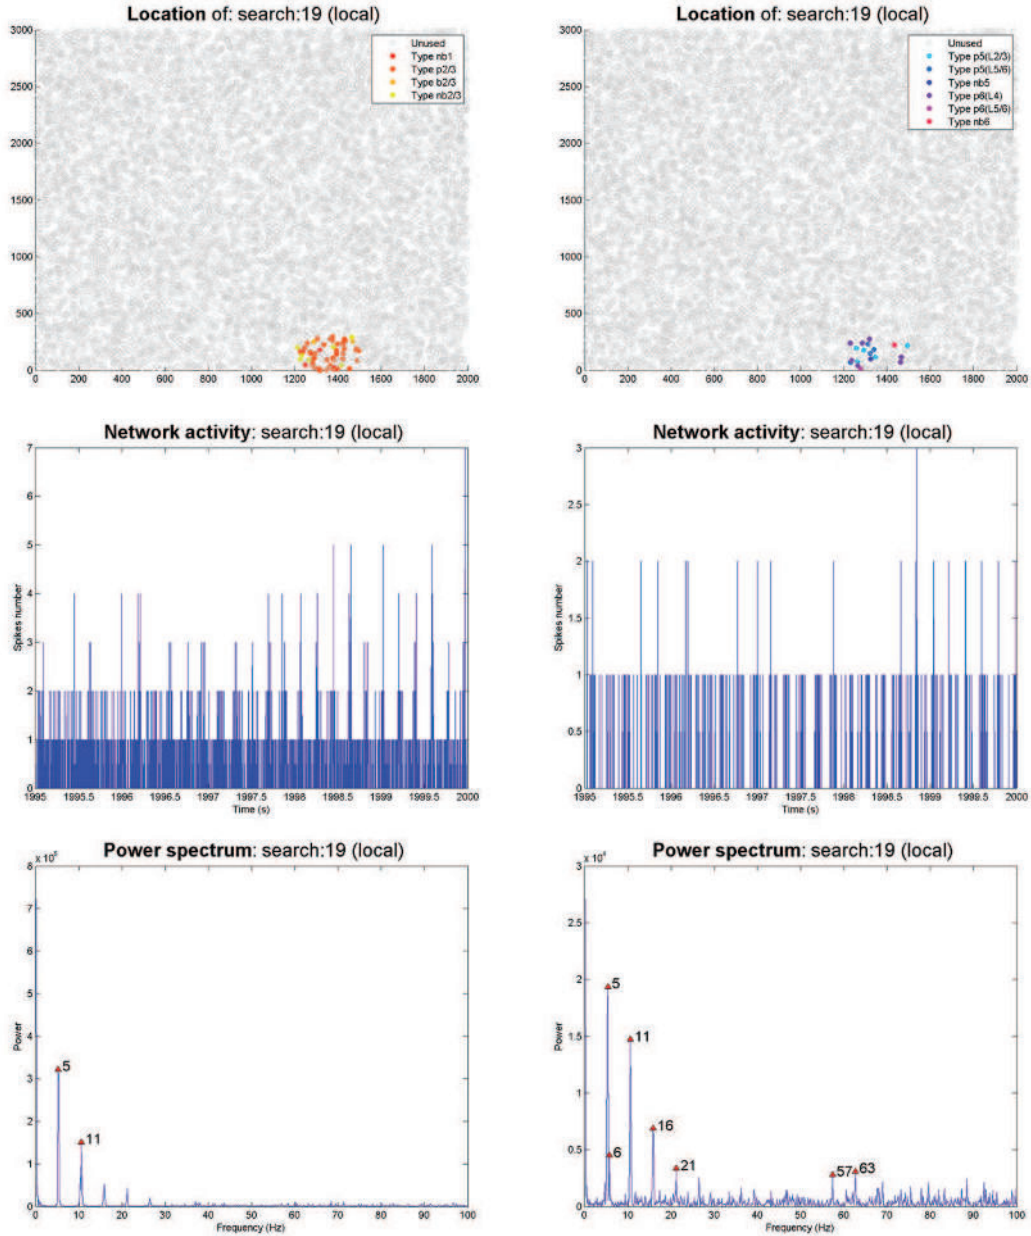 Location of: search:19 (local)
3000
2500
2000
1500
1000
500
0
0 200 400 600 800 1000 1200 1400 1600 1800 2000
Unused
Type nb1
Type p2/3
Type b2/3
Type nb2/3
Location of: search:19 (local)
3000
2500
2000
1500
1000
500
0
0 200 400 600 800 1000 1200 1400 1600 1800 2000
Unused
Type p5(L2/3)
Type p5(L5/6)
Type nb5
Type p6(L4)
Type p6(L5/6)
Type nb6
Network activity: search:19 (local)
Spikes number
7
6
5
4
3
2
1
0
1995 1995.5 1996 1996.5 1997 1997.5 1998 1998.5 1999 1999.5 2000
Time (s)
Network activity: search:19 (local)
Spikes number
3
2.5
2
1.5
1
0.5
0
1995 1995.5 1996 1996.5 1997 1997.5 1998 1998.5 1999 1999.5 2000
Time (s)
Power spectrum: search:19 (local)
Power
8
7
6
5
4
3
2
1
0
5
11
0 10 20 30 40 50 60 70 80 90 100
Frequency (Hz)
Power spectrum: search:19 (local)
Power
3
2.5
2
1.5
1
0.5
0
5
11
16
6
21
57
63
0 10 20 30 40 50 60 70 80 90 100
Frequency (Hz)